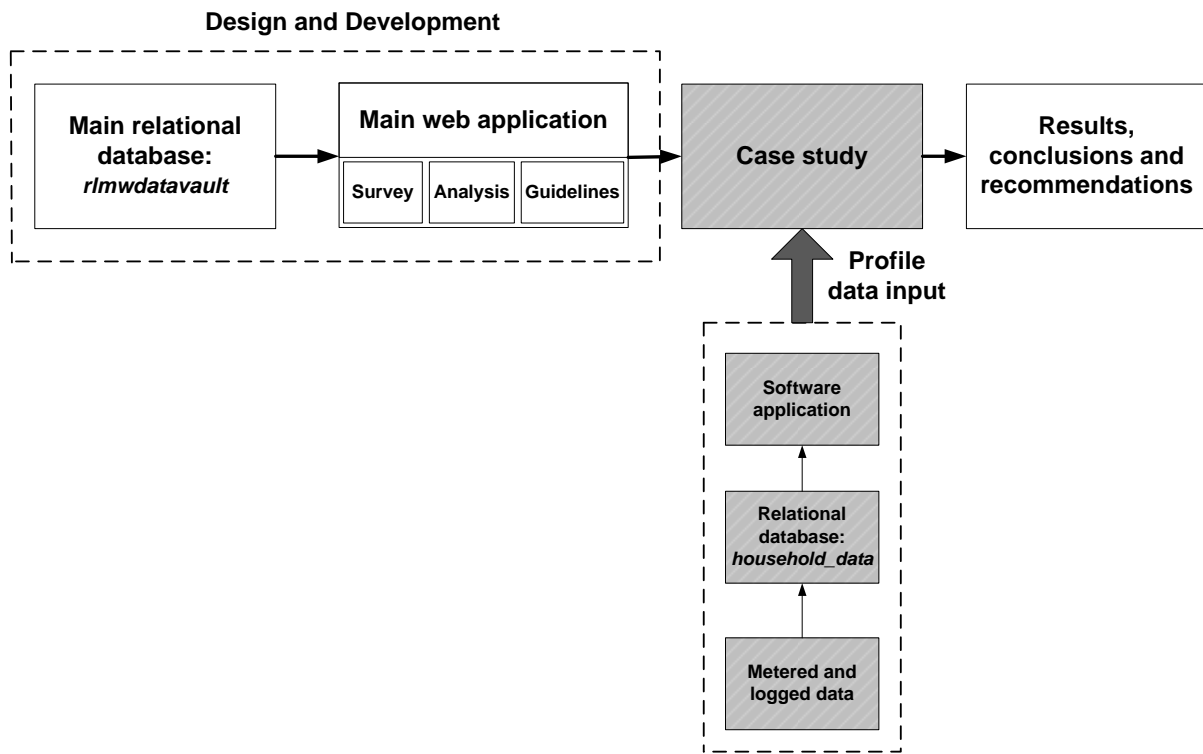 Design and Development
Main relational
database:
rlmwdatavault
Main web application
Survey
Analysis
Guidelines
Case study
Results,
conclusions and
recommendations
Profile
data input
Software
application
Relational
database:
household_data
Metered and
logged data